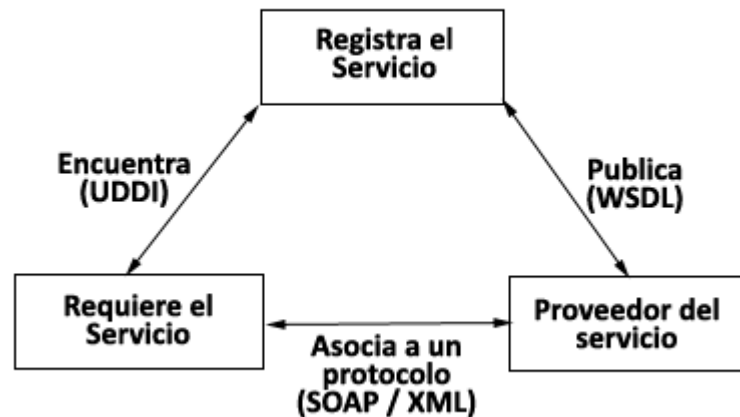 Registra el
Servicio
Encuentra
(UDDI)
Publica
(WSDL)
Requiere el
Servicio
Asocia a un
protocolo
(SOAP / XML)
Proveedor del
servicio